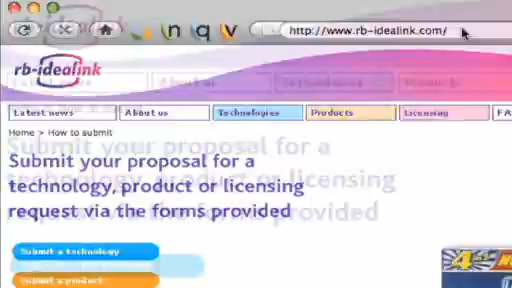 n q v
http://www.rb-idealink.com/
rb-idealink
Latest news
About us
Technologies
Products
Licensing
FA
Home > How to submit
Submit your proposal for a
technology, product or licensing
request via the forms provided
Submit a technology
Submit a product
4